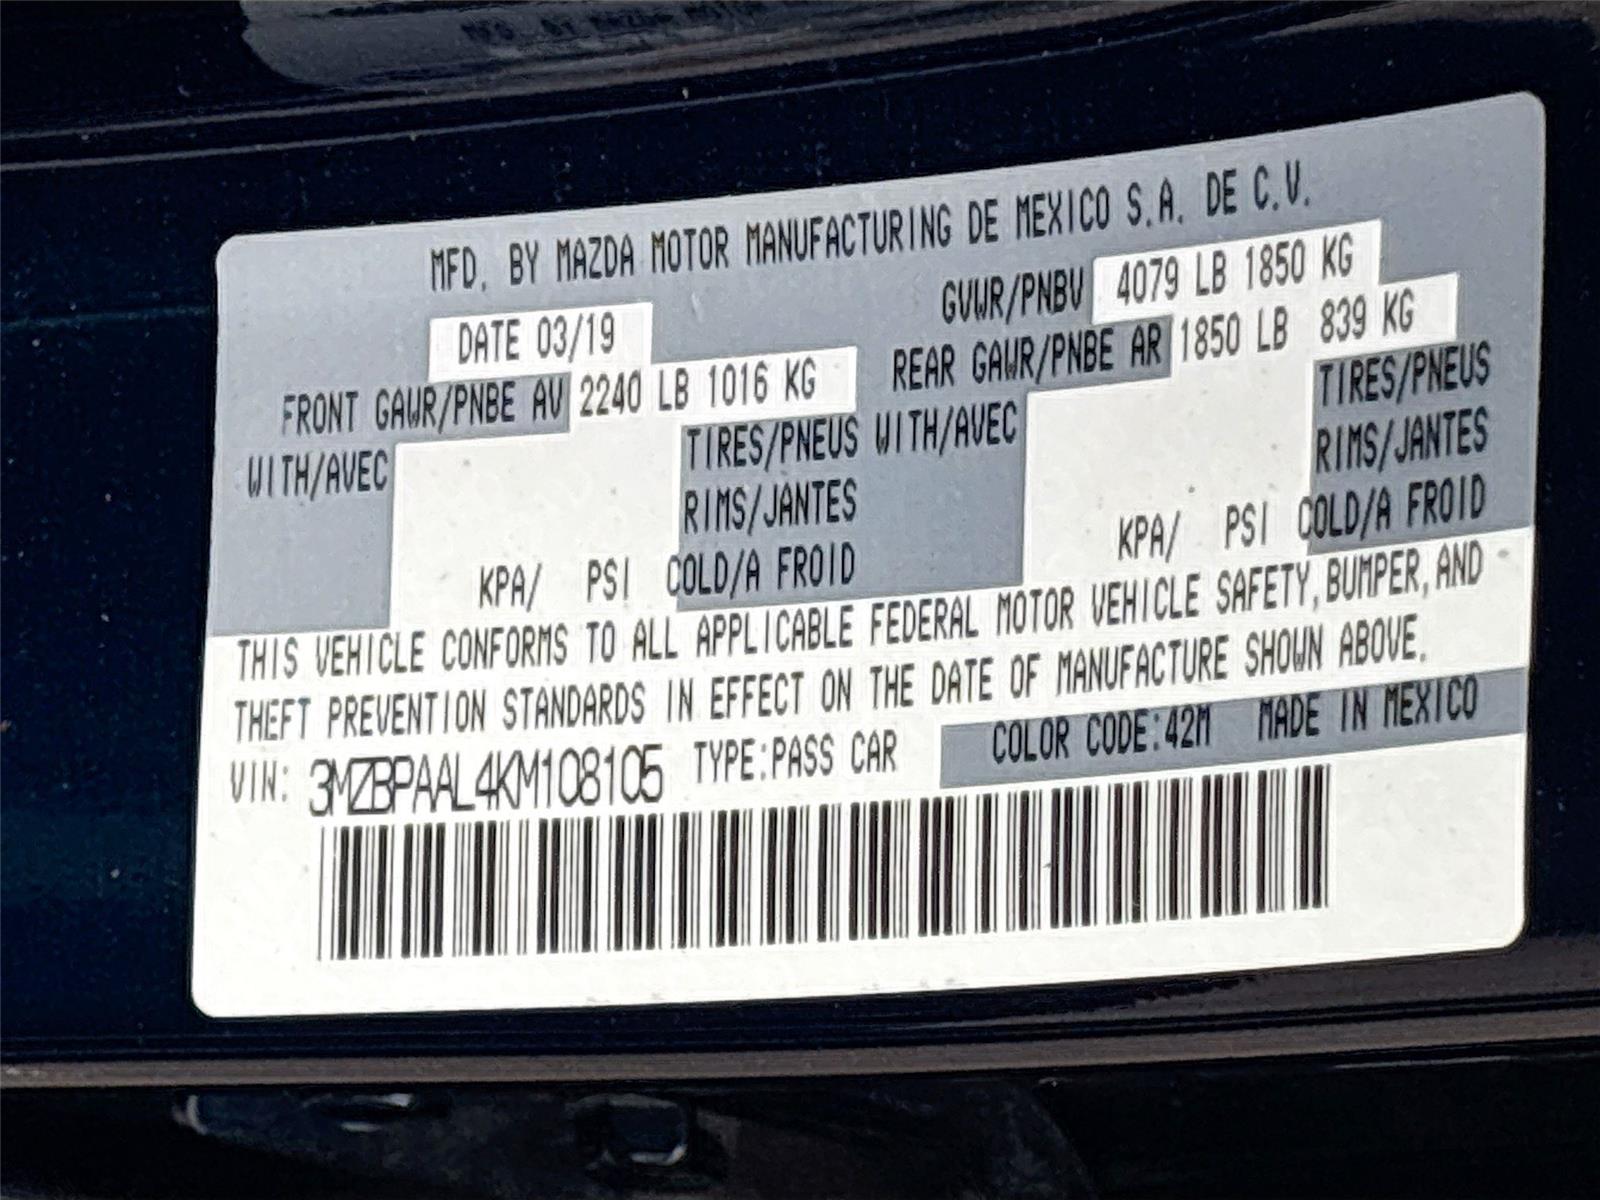 MFD. BY MAZDA MOTOR MANUFACTURING DE MEXICO S.A. DE C.V.
DATE 03/19 GVWR/PNBV 4079 LB 1850 KG
FRONT GAWR/PNBE AV 2240 LB 1016 KG REAR GAWR/PNBE AR 1850 LB 839 KG
WITH/AVEC TIRES/PNEUS WITH/AVEC TIRES/PNEUS
RIMS/JANTES RIMS/JANTES
KPA/ PSI COLD/A FROID KPA/ PSI COLD/A FROID
THIS VEHICLE CONFORMS TO ALL APPLICABLE FEDERAL MOTOR VEHICLE SAFETY, BUMPER, AND
THEFT PREVENTION STANDARDS IN EFFECT ON THE DATE OF MANUFACTURE SHOWN ABOVE.
VIN: 3MZBPAAL4KM108105 TYPE:PASS CAR COLOR CODE:42M MADE IN MEXICO